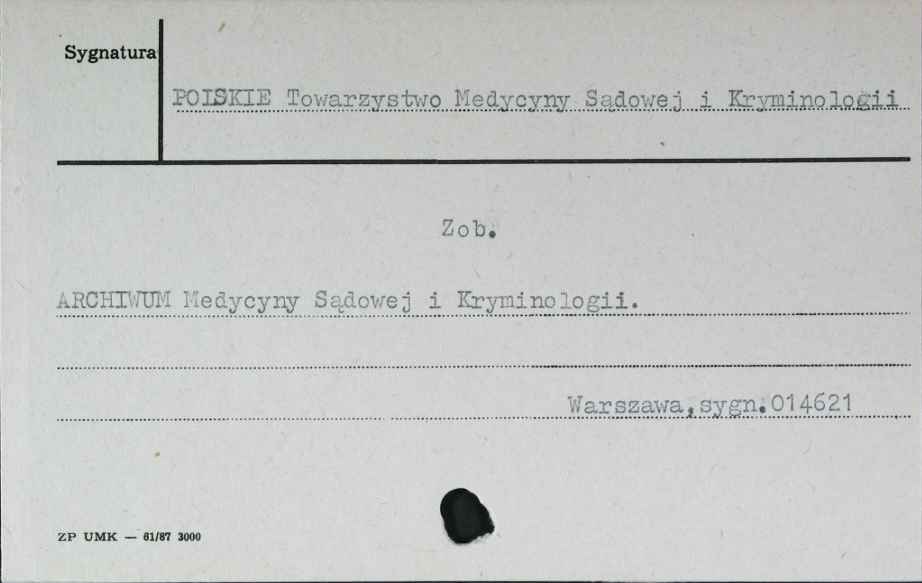 Sygnatura
POLSKIE Towarzystwo Medycyny Sądowej i Kryminologii
Zob.
ARCHIWUM Medycyny Sądowej i Kryminologii.
Warszawa,sygn.014621
ZP UMK — 61/87 3000